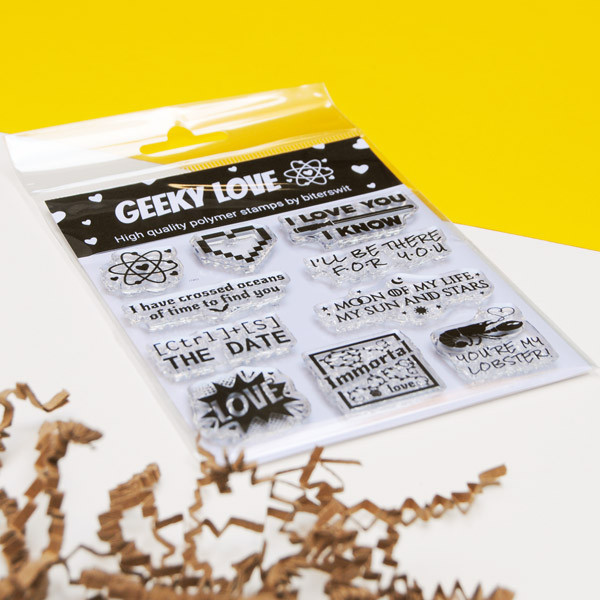 GEEKY LOVE
High quality polymer stamps by biterswit
I LOVE YOU
I KNOW
I'LL BE THERE
F·O·R Y·O·U
I have crossed oceans
of time to find you
MOON OF MY LIFE
MY SUN AND STARS
[Ctrl]+[S]
THE DATE
YOU'RE MY
LOBSTER!
LOVE
Immortal
love